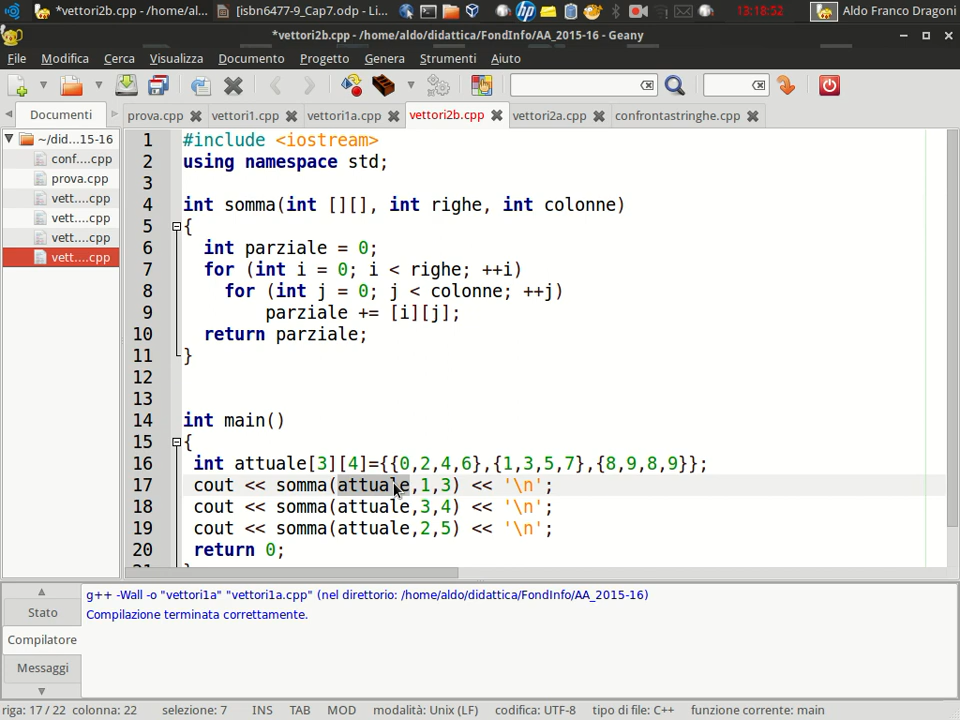 *vettori2b.cpp - /home/al...
[isbn6477-9_Cap7.odp - Li...
13:18:52
Aldo Franco Dragoni
*vettori2b.cpp - /home/aldo/didattica/FondInfo/AA_2015-16 - Geany
File Modifica Cerca Visualizza Documento Progetto Genera Strumenti Aiuto
Documenti
prova.cpp vettori1.cpp vettori1a.cpp vettori2b.cpp vettori2a.cpp confrontastringhe.cpp
~/did...15-16
conf....cpp
prova.cpp
vett....cpp
vett....cpp
vett....cpp
vett....cpp
1 #include <iostream>
2 using namespace std;
3
4 int somma(int [][], int righe, int colonne)
5 {
6 int parziale = 0;
7 for (int i = 0; i < righe; ++i)
8 for (int j = 0; j < colonne; ++j)
9 parziale += [i][j];
10 return parziale;
11 }
12
13
14 int main()
15 {
16 int attuale[3][4]={{0,2,4,6},{1,3,5,7},{8,9,8,9}};
17 cout << somma(attuale,1,3) << '\n';
18 cout << somma(attuale,3,4) << '\n';
19 cout << somma(attuale,2,5) << '\n';
20 return 0;
Stato
Compilatore
Messaggi
g++ -Wall -o "vettori1a" "vettori1a.cpp" (nel direttorio: /home/aldo/didattica/FondInfo/AA_2015-16)
Compilazione terminata correttamente.
riga: 17 / 22 colonna: 22 selezione: 7 INS TAB MOD modalità: Unix (LF) codifica: UTF-8 tipo di file: C++ funzione corrente: main